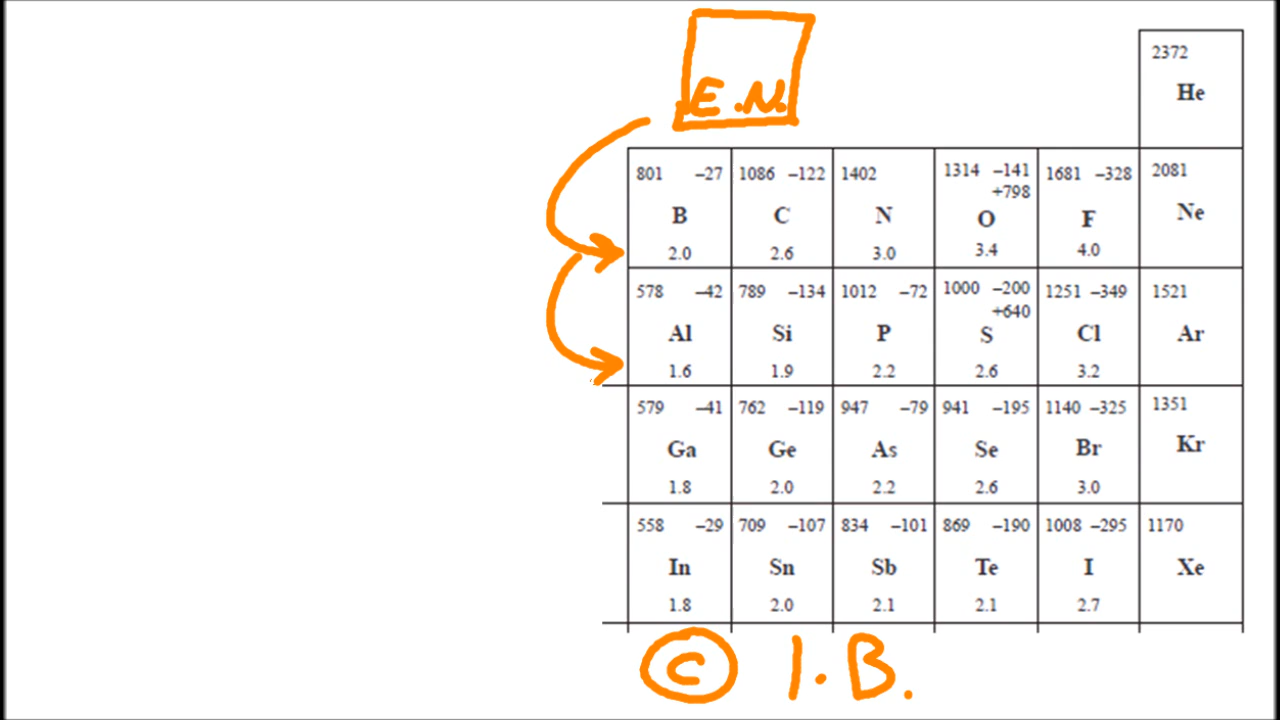 E.N.
2372
He
801 –27 1086 –122 1402 1314 –141 1681 –328 2081
+798
B C N O F Ne
2.0 2.6 3.0 3.4 4.0
578 –42 789 –134 1012 –72 1000 –200 1251 –349 1521
+640
Al Si P S Cl Ar
1.6 1.9 2.2 2.6 3.2
579 –41 762 –119 947 –79 941 –195 1140 –325 1351
Ga Ge As Se Br Kr
1.8 2.0 2.2 2.6 3.0
558 –29 709 –107 834 –101 869 –190 1008 –295 1170
In Sn Sb Te I Xe
1.8 2.0 2.1 2.1 2.7
© I.B.